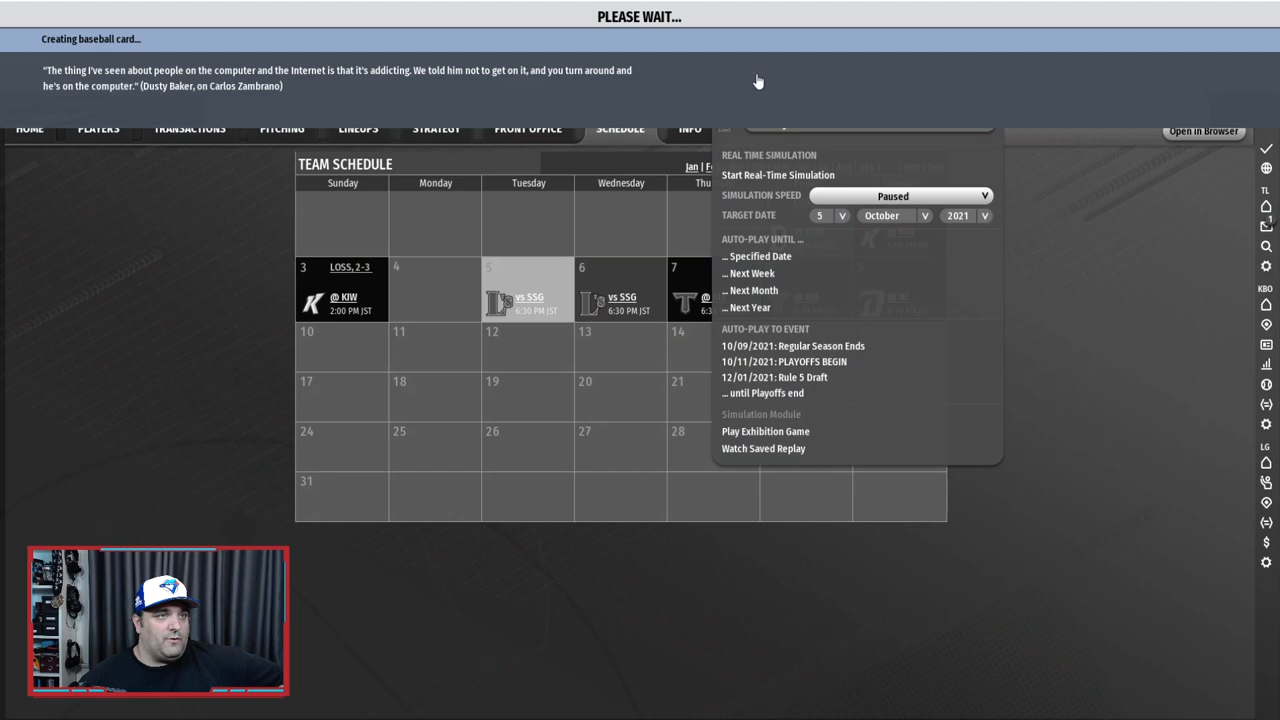 PLEASE WAIT...
Creating baseball card...
"The thing I've seen about people on the computer and the Internet is that it's addicting. We told him not to get on it, and you turn around and
he's on the computer." (Dusty Baker, on Carlos Zambrano)
HOME PLAYERS TRANSACTIONS PITCHING LINEUPS STRATEGY FRONT OFFICE SCHEDULE INFO
Open in Browser
TEAM SCHEDULE
Jan | F
Sunday Monday Tuesday Wednesday Thu
3 LOSS, 2-3
@ KIW
2:00 PM JST
4
5
vs SSG
6:30 PM JST
6
vs SSG
6:30 PM JST
7
@
6:30
10 11 12 13 14
17 18 19 20 21
24 25 26 27 28
31
REAL TIME SIMULATION
Start Real-Time Simulation
SIMULATION SPEED Paused
TARGET DATE 5 October 2021
AUTO-PLAY UNTIL ...
... Specified Date
... Next Week
... Next Month
... Next Year
AUTO-PLAY TO EVENT
10/09/2021: Regular Season Ends
10/11/2021: PLAYOFFS BEGIN
12/01/2021: Rule 5 Draft
... until Playoffs end
Simulation Module
Play Exhibition Game
Watch Saved Replay
TL
1
KBO
LG